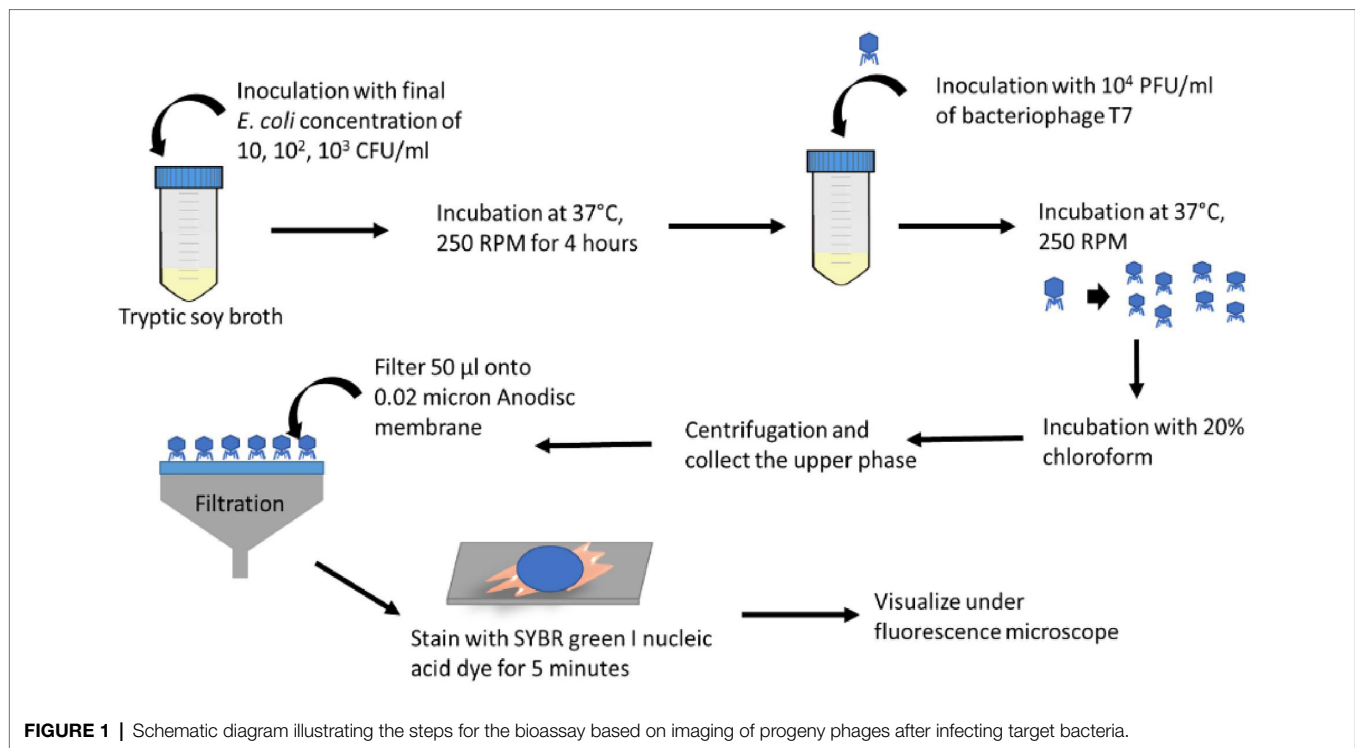 Inoculation with final
E. coli concentration of
10, 10², 10³ CFU/ml
Tryptic soy broth
Incubation at 37°C,
250 RPM for 4 hours
Inoculation with 10⁴ PFU/ml
of bacteriophage T7
Incubation at 37°C,
250 RPM
Incubation with 20%
chloroform
Centrifugation and
collect the upper phase
Filter 50 µl onto
0.02 micron Anodisc
membrane
Filtration
Stain with SYBR green I nucleic
acid dye for 5 minutes
Visualize under
fluorescence microscope
FIGURE 1 | Schematic diagram illustrating the steps for the bioassay based on imaging of progeny phages after infecting target bacteria.